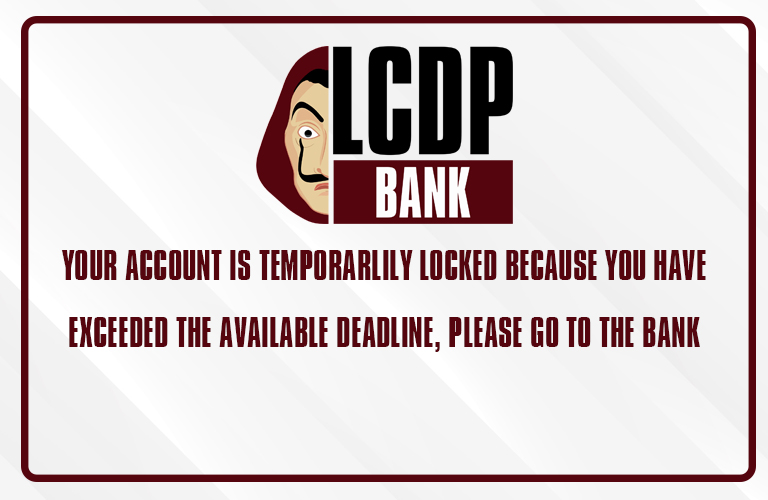 LCDP
BANK
YOUR ACCOUNT IS TEMPORARLILY LOCKED BECAUSE YOU HAVE
EXCEEDED THE AVAILABLE DEADLINE, PLEASE GO TO THE BANK